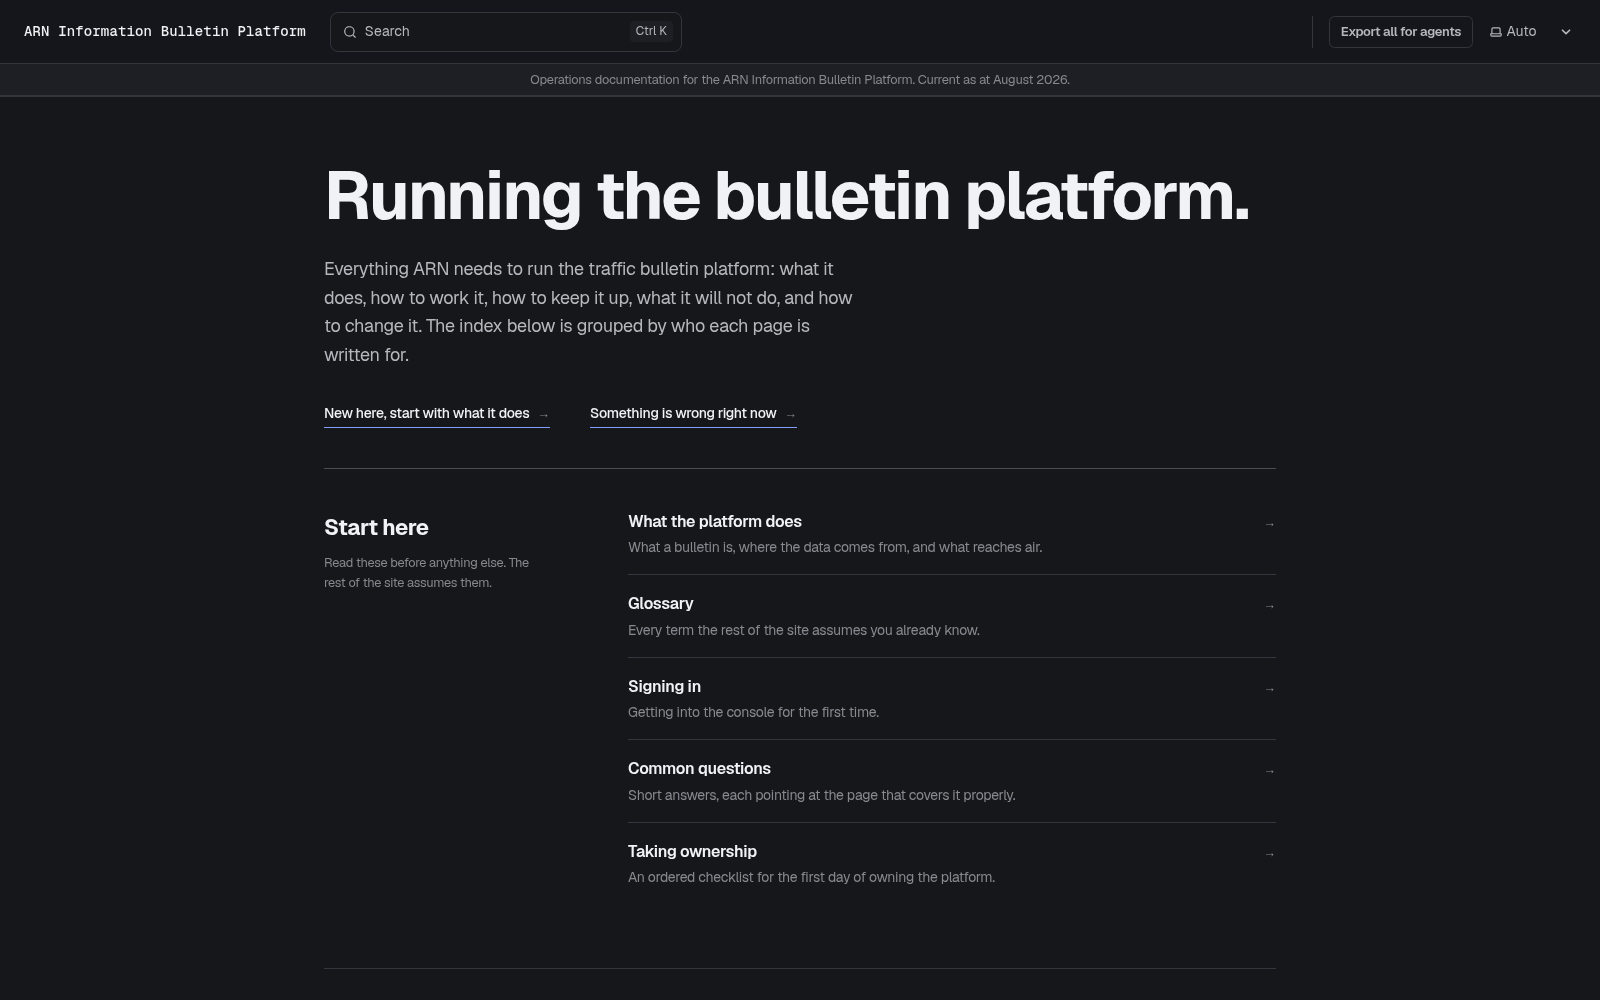 ARN Information Bulletin Platform
Search
Ctrl K
Export all for agents
Auto
Operations documentation for the ARN Information Bulletin Platform. Current as at August 2026.
Running the bulletin platform.
Everything ARN needs to run the traffic bulletin platform: what it
does, how to work it, how to keep it up, what it will not do, and how
to change it. The index below is grouped by who each page is
written for.
New here, start with what it does →
Something is wrong right now →
Start here
Read these before anything else. The
rest of the site assumes them.
What the platform does →
What a bulletin is, where the data comes from, and what reaches air.
Glossary →
Every term the rest of the site assumes you already know.
Signing in →
Getting into the console for the first time.
Common questions →
Short answers, each pointing at the page that covers it properly.
Taking ownership →
An ordered checklist for the first day of owning the platform.